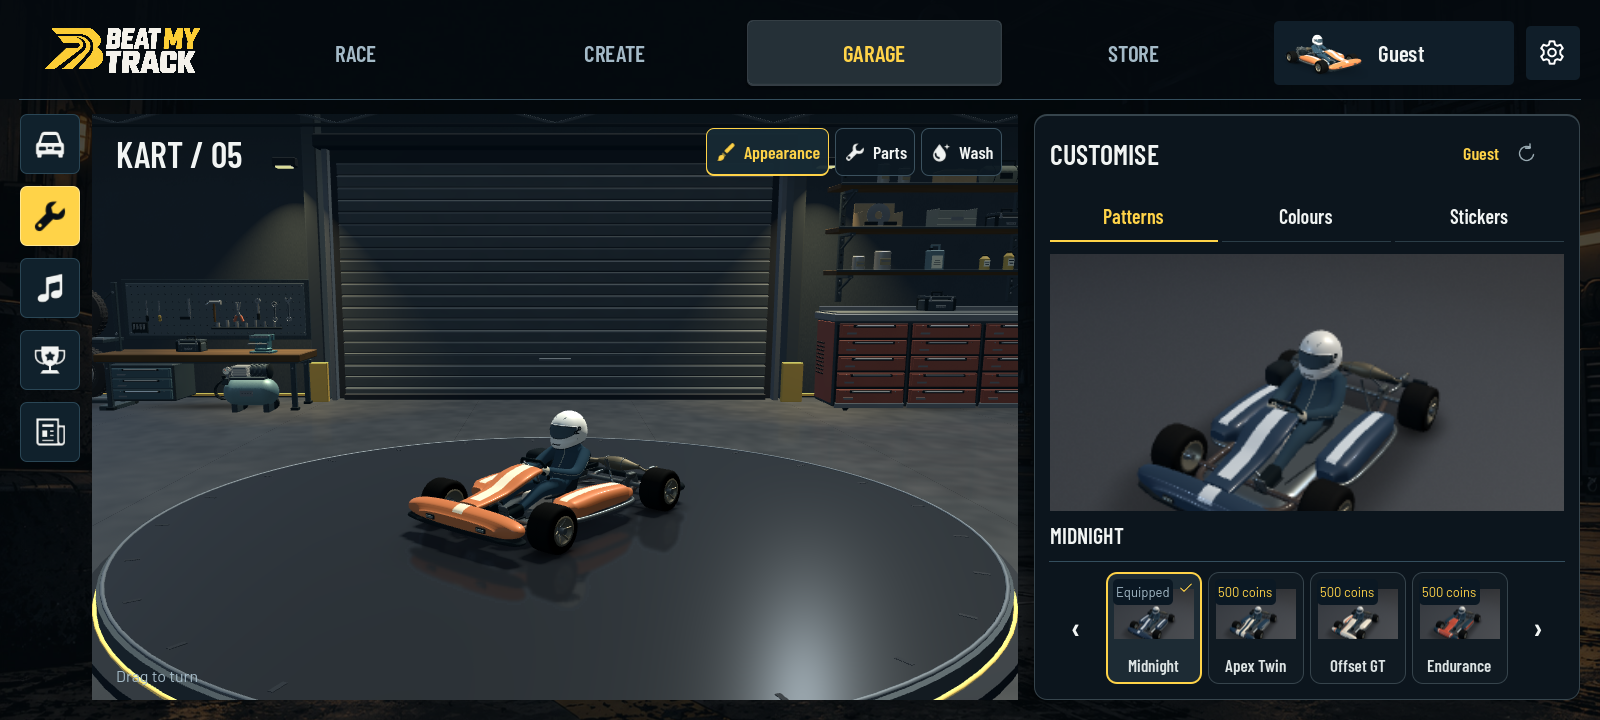 BEAT MY
TRACK
RACE
CREATE
GARAGE
STORE
Guest
KART / 05
Appearance
Parts
Wash
CUSTOMISE
Guest
Patterns
Colours
Stickers
MIDNIGHT
Equipped
500 coins
500 coins
500 coins
Midnight
Apex Twin
Offset GT
Endurance
Drag to turn